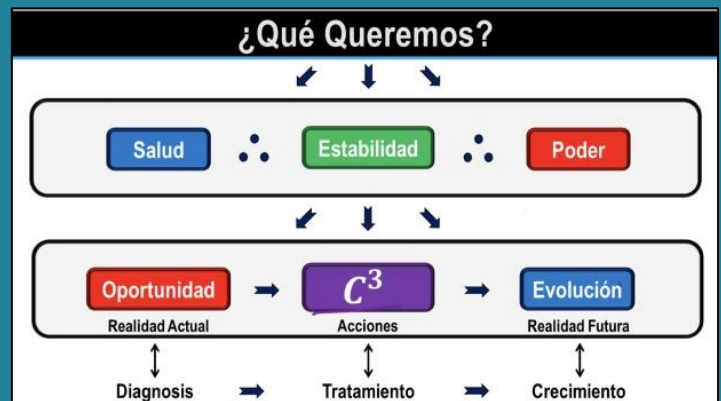 ¿Qué Queremos?
Salud ∴ Estabilidad ∴ Poder
Oportunidad C³ Evolución
Realidad Actual Acciones Realidad Futura
Diagnosis Tratamiento Crecimiento